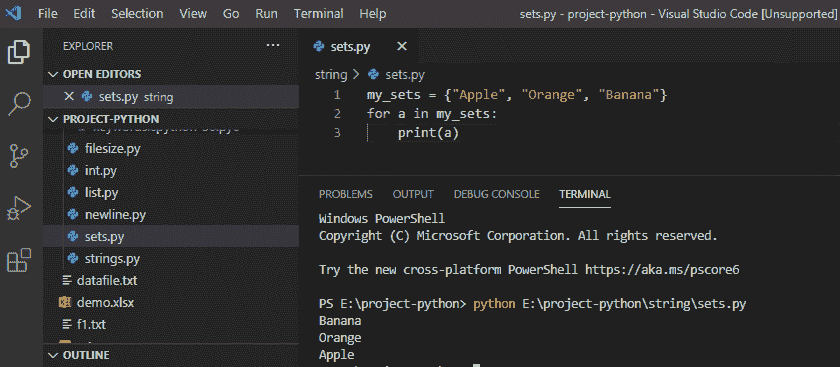 File Edit Selection View Go Run Terminal Help sets.py - project-python - Visual Studio Code [Unsupported]
EXPLORER ...
OPEN EDITORS
sets.py string
PROJECT-PYTHON
filesize.py
int.py
list.py
newline.py
sets.py
strings.py
datafile.txt
demo.xlsx
f1.txt
OUTLINE
sets.py
string > sets.py
1 my_sets = {"Apple", "Orange", "Banana"}
2 for a in my_sets:
3 print(a)
PROBLEMS OUTPUT DEBUG CONSOLE TERMINAL
Windows PowerShell
Copyright (C) Microsoft Corporation. All rights reserved.
Try the new cross-platform PowerShell https://aka.ms/pscore6
PS E:\project-python> python E:\project-python\string\sets.py
Banana
Orange
Apple